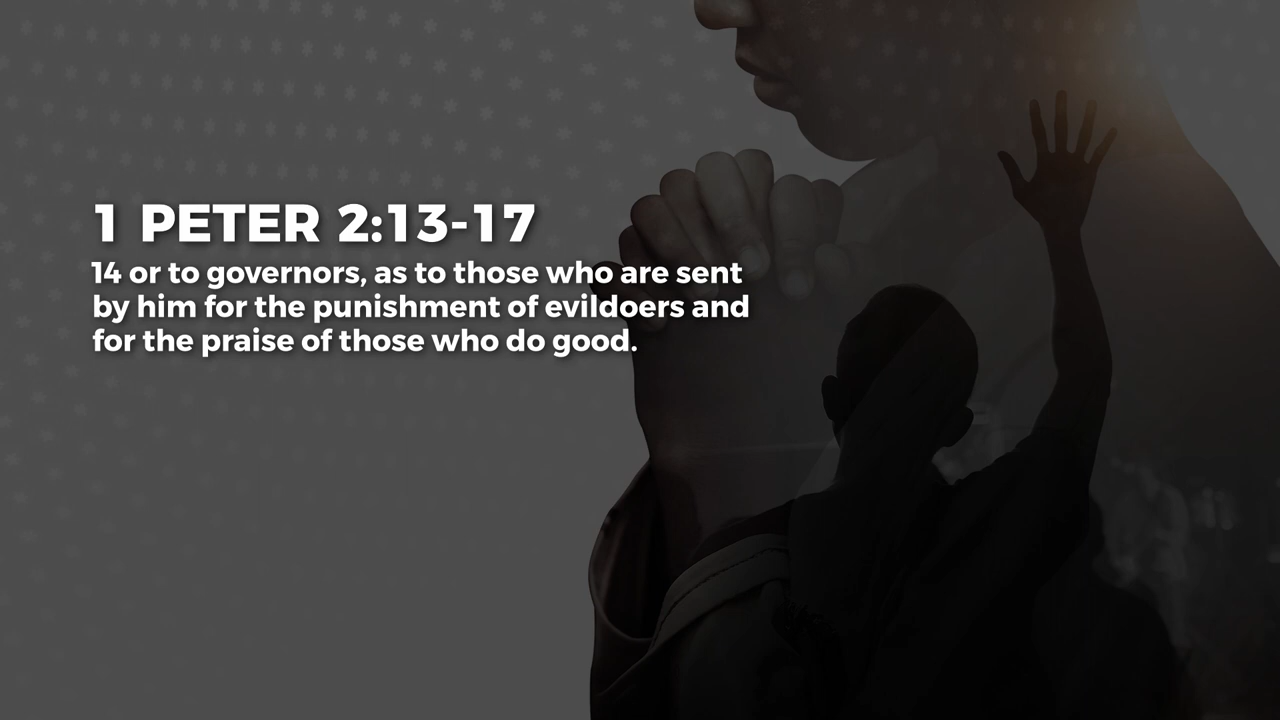 1 PETER 2:13-17
14 or to governors, as to those who are sent
by him for the punishment of evildoers and
for the praise of those who do good.